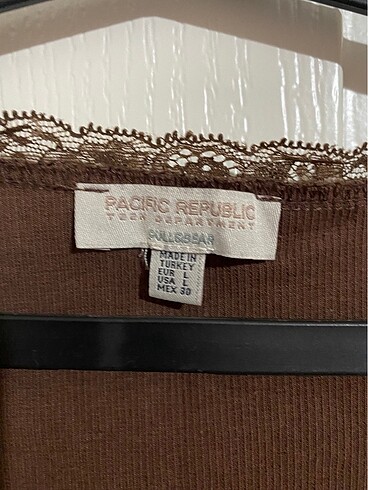 PACIFIC REPUBLIC
TEEN DEPARTMENT
PULL&BEAR
MADE IN
TURKEY
EUR L
USA L
MEX 30